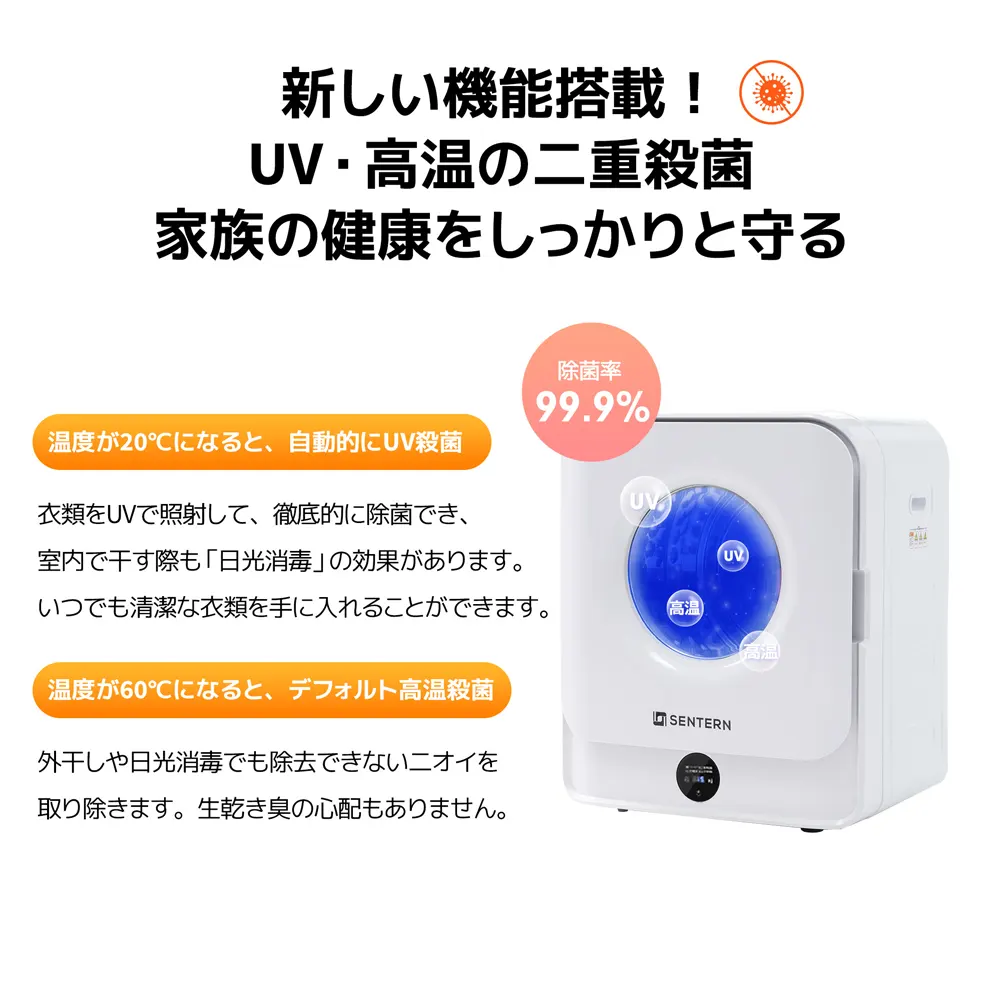 新しい機能搭載！
UV・高温の二重殺菌
家族の健康をしっかりと守る
除菌率
99.9%
温度が20℃になると、自動的にUV殺菌
衣類をUVで照射して、徹底的に除菌でき、
室内で干す際も「日光消毒」の効果があります。
いつでも清潔な衣類を手に入れることができます。
UV
UV
高温
高温
温度が60℃になると、デフォルト高温殺菌
外干しや日光消毒でも除去できないニオイを
取り除きます。生乾き臭の心配もありません。
SENTERN